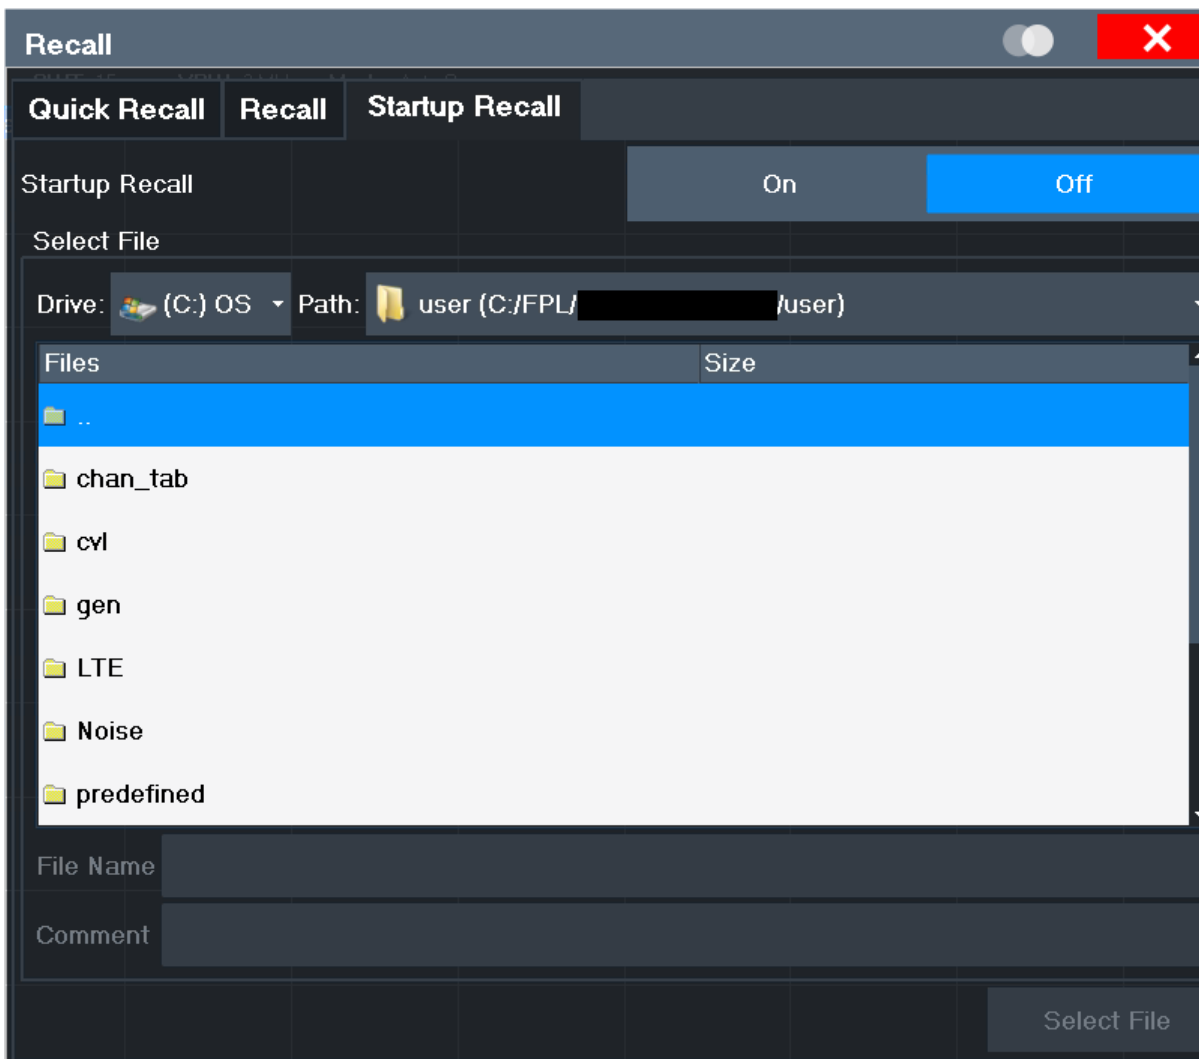 Recall
Quick Recall Recall Startup Recall
Startup Recall On Off
Select File
Drive: (C:) OS Path: user (C:/FPL/ /user)
Files Size
..
chan_tab
cvl
gen
LTE
Noise
predefined
File Name
Comment
Select File